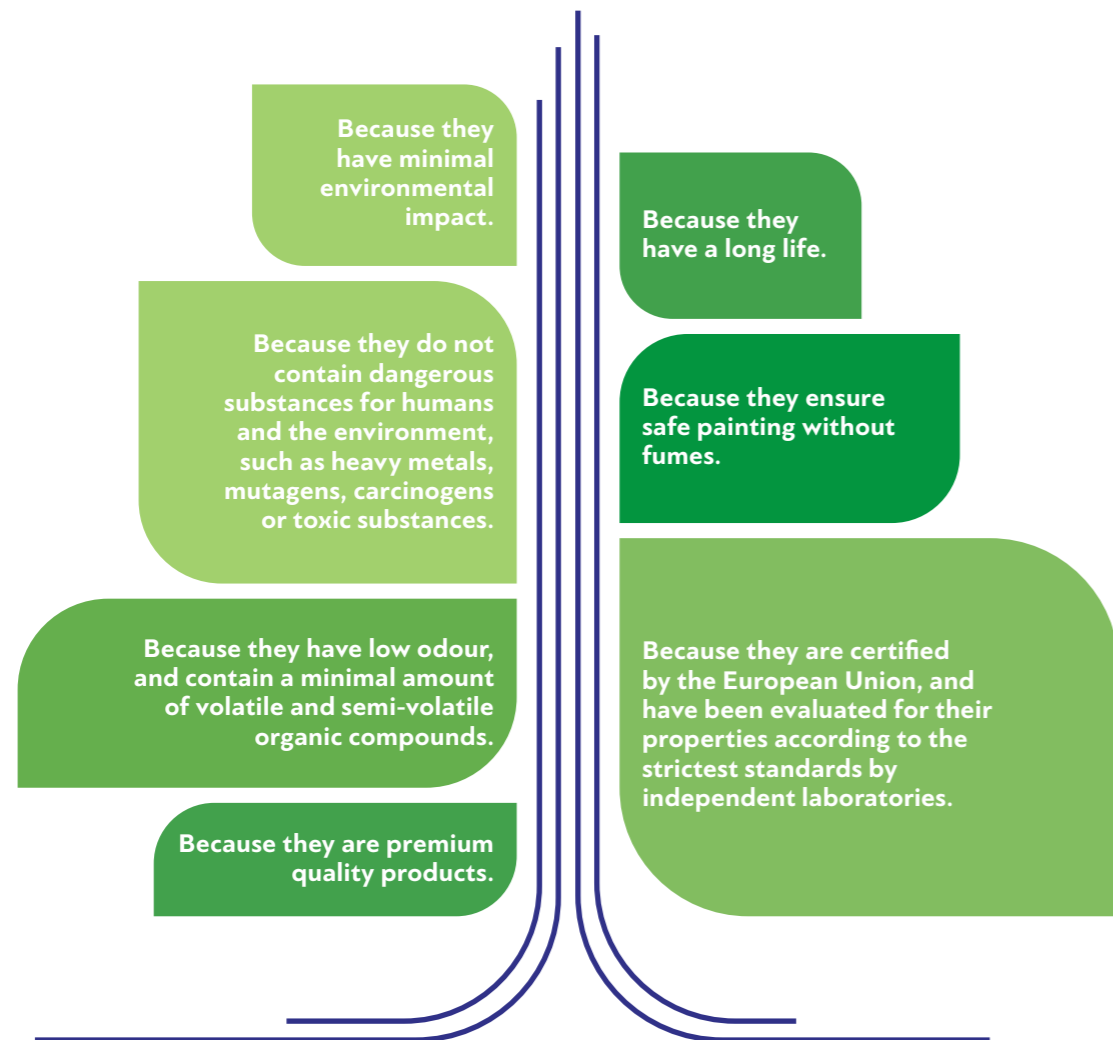 Because they
have minimal
environmental
impact.
Because they do not
contain dangerous
substances for humans
and the environment,
such as heavy metals,
mutagens, carcinogens
or toxic substances.
Because they have low odour,
and contain a minimal amount
of volatile and semi-volatile
organic compounds.
Because they are premium
quality products.
Because they
have a long life.
Because they ensure
safe painting without
fumes.
Because they are certified
by the European Union, and
have been evaluated for their
properties according to the
strictest standards by
independent laboratories.